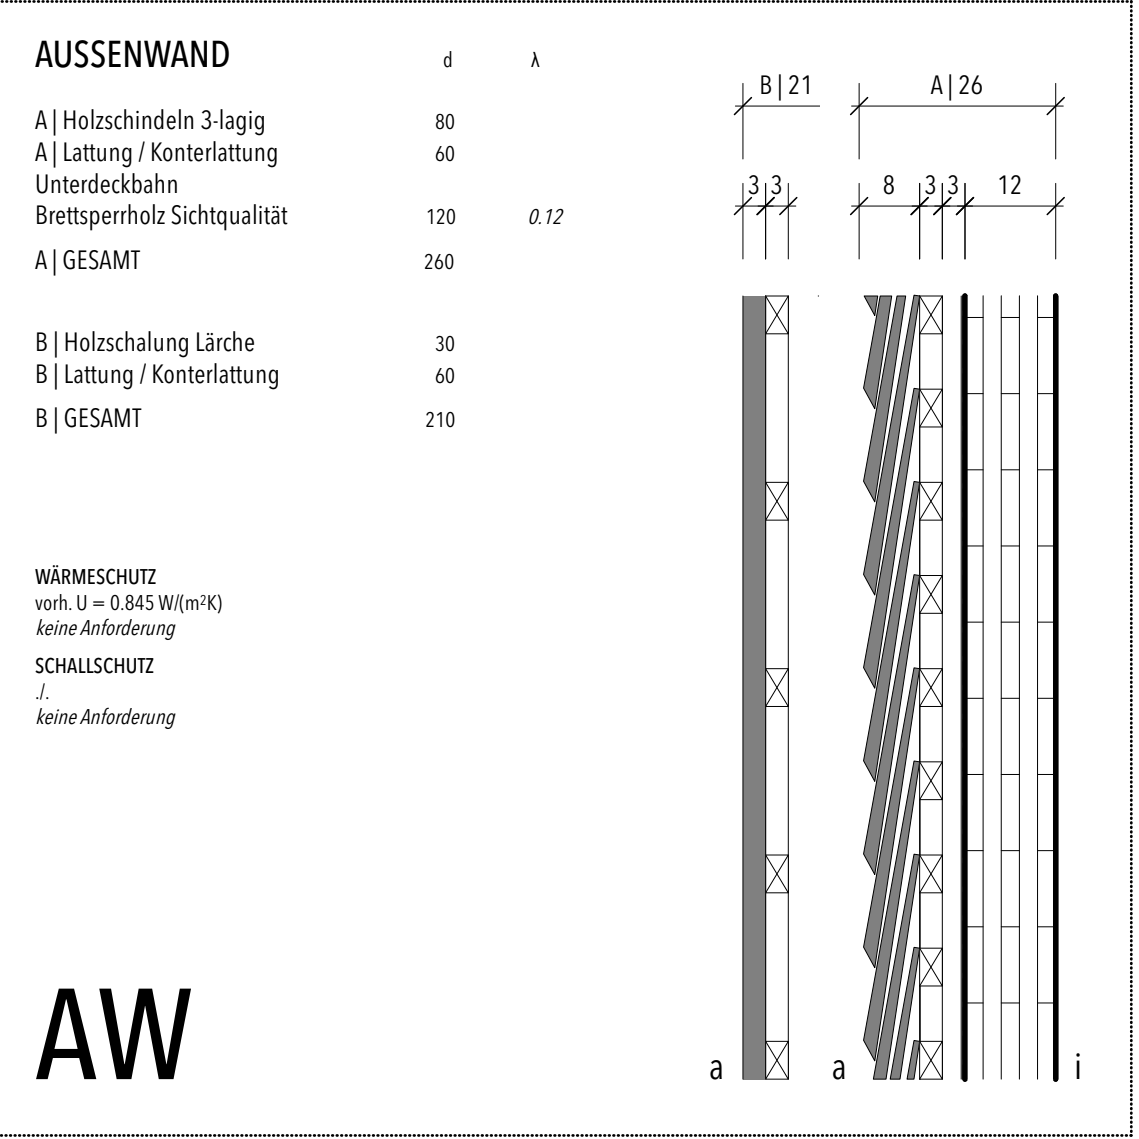 AUSSENWAND d λ
A | Holzschindeln 3-lagig 80
A | Lattung / Konterlattung 60
Unterdeckbahn
Brettsperrholz Sichtqualität 120 0.12
A | GESAMT 260
B | Holzschalung Lärche 30
B | Lattung / Konterlattung 60
B | GESAMT 210
WÄRMESCHUTZ
vorh. U = 0.845 W/(m²K)
keine Anforderung
SCHALLSCHUTZ
./.
keine Anforderung
AW
B | 21 A | 26
3 3 8 3 3 12
a a i